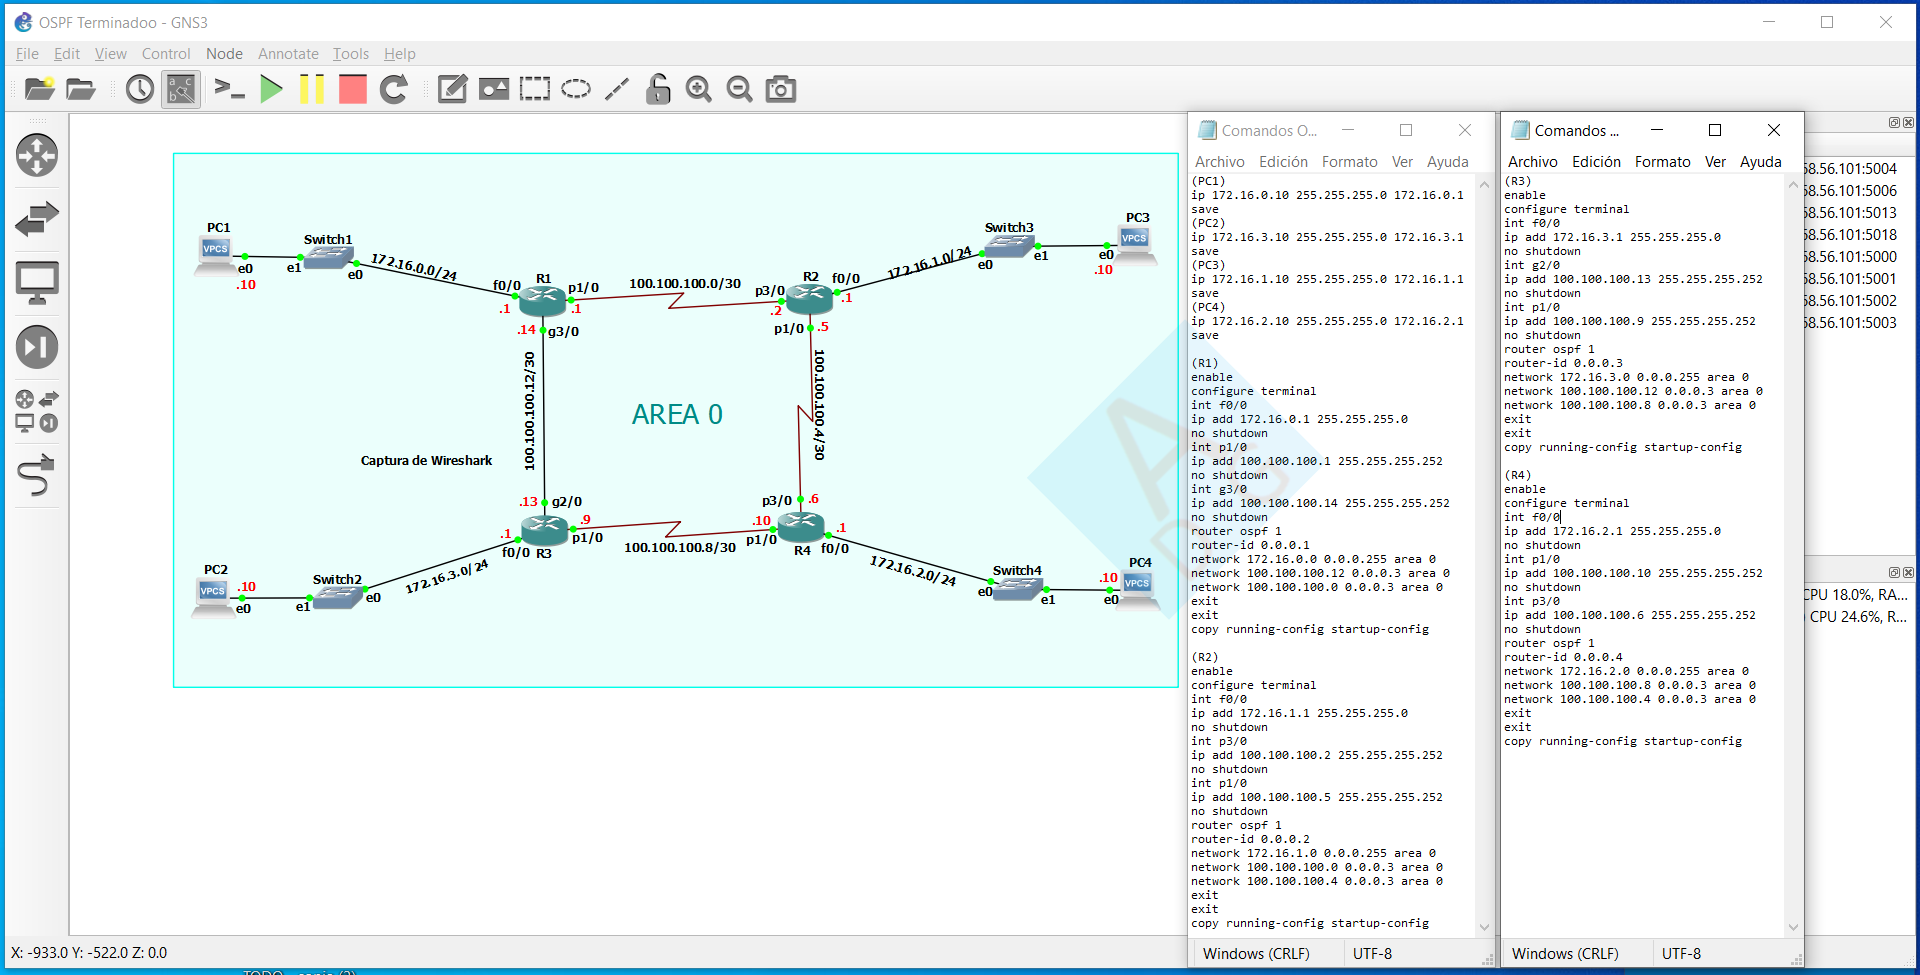 OSPF Terminadoo - GNS3
File Edit View Control Node Annotate Tools Help
PC1
VPCS
e0
.10
Switch1
e1
e0
172.16.0.0/24
R1
f0/0
p1/0
.1
.1
.14
g3/0
100.100.100.0/30
R2
p3/0
f0/0
.2
.1
p1/0
.5
172.16.1.0/24
Switch3
e0
e1
PC3
VPCS
e0
.10
100.100.100.12/30
AREA 0
100.100.100.4/30
Captura de Wireshark
.13
g2/0
.1
.9
f0/0
p1/0
R3
100.100.100.8/30
p3/0
.6
.10
.1
p1/0
f0/0
R4
172.16.3.0/24
172.16.2.0/24
PC2
VPCS
.10
e0
Switch2
e1
e0
Switch4
e0
e1
PC4
VPCS
.10
e0
Comandos O...
Archivo Edición Formato Ver Ayuda
(PC1)
ip 172.16.0.10 255.255.255.0 172.16.0.1
save
(PC2)
ip 172.16.3.10 255.255.255.0 172.16.3.1
save
(PC3)
ip 172.16.1.10 255.255.255.0 172.16.1.1
save
(PC4)
ip 172.16.2.10 255.255.255.0 172.16.2.1
save
(R1)
enable
configure terminal
int f0/0
ip add 172.16.0.1 255.255.255.0
no shutdown
int p1/0
ip add 100.100.100.1 255.255.255.252
no shutdown
int g3/0
ip add 100.100.100.14 255.255.255.252
no shutdown
router ospf 1
router-id 0.0.0.1
network 172.16.0.0 0.0.0.255 area 0
network 100.100.100.12 0.0.0.3 area 0
network 100.100.100.0 0.0.0.3 area 0
exit
exit
copy running-config startup-config
(R2)
enable
configure terminal
int f0/0
ip add 172.16.1.1 255.255.255.0
no shutdown
int p3/0
ip add 100.100.100.2 255.255.255.252
no shutdown
int p1/0
ip add 100.100.100.5 255.255.255.252
no shutdown
router ospf 1
router-id 0.0.0.2
network 172.16.1.0 0.0.0.255 area 0
network 100.100.100.0 0.0.0.3 area 0
network 100.100.100.4 0.0.0.3 area 0
exit
exit
copy running-config startup-config
Windows (CRLF) UTF-8
Comandos ...
Archivo Edición Formato Ver Ayuda
(R3)
enable
configure terminal
int f0/0
ip add 172.16.3.1 255.255.255.0
no shutdown
int g2/0
ip add 100.100.100.13 255.255.255.252
no shutdown
int p1/0
ip add 100.100.100.9 255.255.255.252
no shutdown
router ospf 1
router-id 0.0.0.3
network 172.16.3.0 0.0.0.255 area 0
network 100.100.100.12 0.0.0.3 area 0
network 100.100.100.8 0.0.0.3 area 0
exit
exit
copy running-config startup-config
(R4)
enable
configure terminal
int f0/0
ip add 172.16.2.1 255.255.255.0
no shutdown
int p1/0
ip add 100.100.100.10 255.255.255.252
no shutdown
int p3/0
ip add 100.100.100.6 255.255.255.252
no shutdown
router ospf 1
router-id 0.0.0.4
network 172.16.2.0 0.0.0.255 area 0
network 100.100.100.8 0.0.0.3 area 0
network 100.100.100.4 0.0.0.3 area 0
exit
exit
copy running-config startup-config
Windows (CRLF) UTF-8
58.56.101:5004
58.56.101:5006
58.56.101:5013
58.56.101:5018
58.56.101:5000
58.56.101:5001
58.56.101:5002
58.56.101:5003
CPU 18.0%, RA...
CPU 24.6%, R...
X: -933.0 Y: -522.0 Z: 0.0